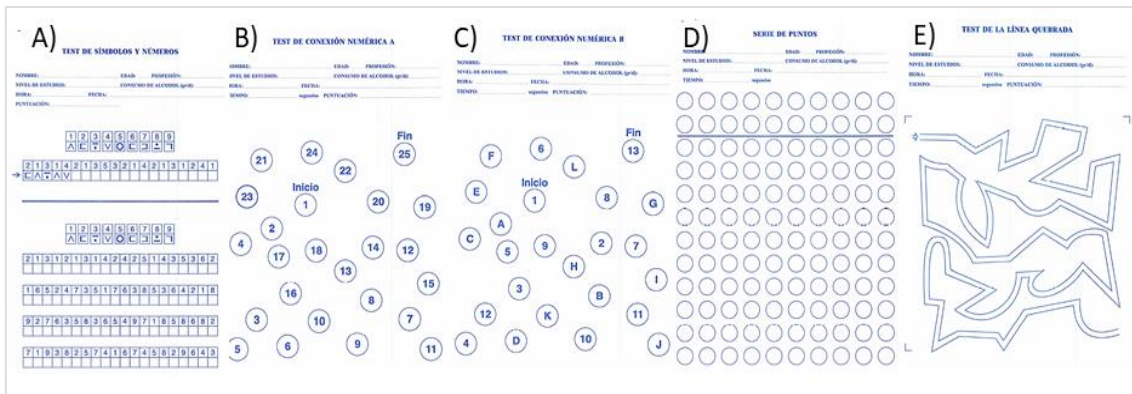 A)
TEST DE SÍMBOLOS Y NÚMEROS
NOMBRE: EDAD: PROFESIÓN:
NIVEL DE ESTUDIOS: CONSUMO DE ALCOHOL (gr/d)
HORA: FECHA:
PUNTUACIÓN:
1 2 3 4 5 6 7 8 9
2 1 3 1 4 2 1 3 5 3 2 1 4 2 1 3 1 2 4 1
1 2 3 4 5 6 7 8 9
2 1 3 1 2 1 3 1 4 2 4 2 5 1 4 3 5 3 6 2
1 6 5 2 4 7 3 5 1 7 6 3 8 5 3 6 4 2 1 8
9 2 7 6 3 5 8 3 6 5 4 9 7 1 8 5 6 8 2
7 1 9 3 8 2 5 7 4 1 6 7 4 5 8 2 9 6 4 3
B)
TEST DE CONEXIÓN NUMÉRICA A
OMBRE: EDAD: PROFESIÓN:
IVEL DE ESTUDIOS: CONSUMO DE ALCOHOL (gr/d)
HORA: FECHA:
TIEMPO: segundos PUNTUACIÓN:
Fin
24 25
21
22
Inicio
23 1 20 19
2
4 18 14 12
17
13
15
16
8
3 10 7
5 6 9 11
C)
TEST DE CONEXIÓN NUMÉRICA B
NOMBRE: EDAD: PROFESIÓN:
NIVEL DE ESTUDIOS: CONSUMO DE ALCOHOL (gr/d)
HORA: FECHA:
TIEMPO: segundos PUNTUACIÓN:
Fin
6 13
F
L
Inicio
E 1 8 G
A
C 5 9 2 7
H
I
3 B
12 K 11
4 D 10 J
D)
SERIE DE PUNTOS
NOMBRE: EDAD: PROFESIÓN:
NIVEL DE ESTUDIOS: CONSUMO DE ALCOHOL (gr/d)
HORA: FECHA:
TIEMPO: segundos PUNTUACIÓN:
E)
TEST DE LA LÍNEA QUEBRADA
NOMBRE: EDAD: PROFESIÓN:
NIVEL DE ESTUDIOS: CONSUMO DE ALCOHOL (gr/d)
HORA: FECHA:
TIEMPO: segundos PUNTUACIÓN: